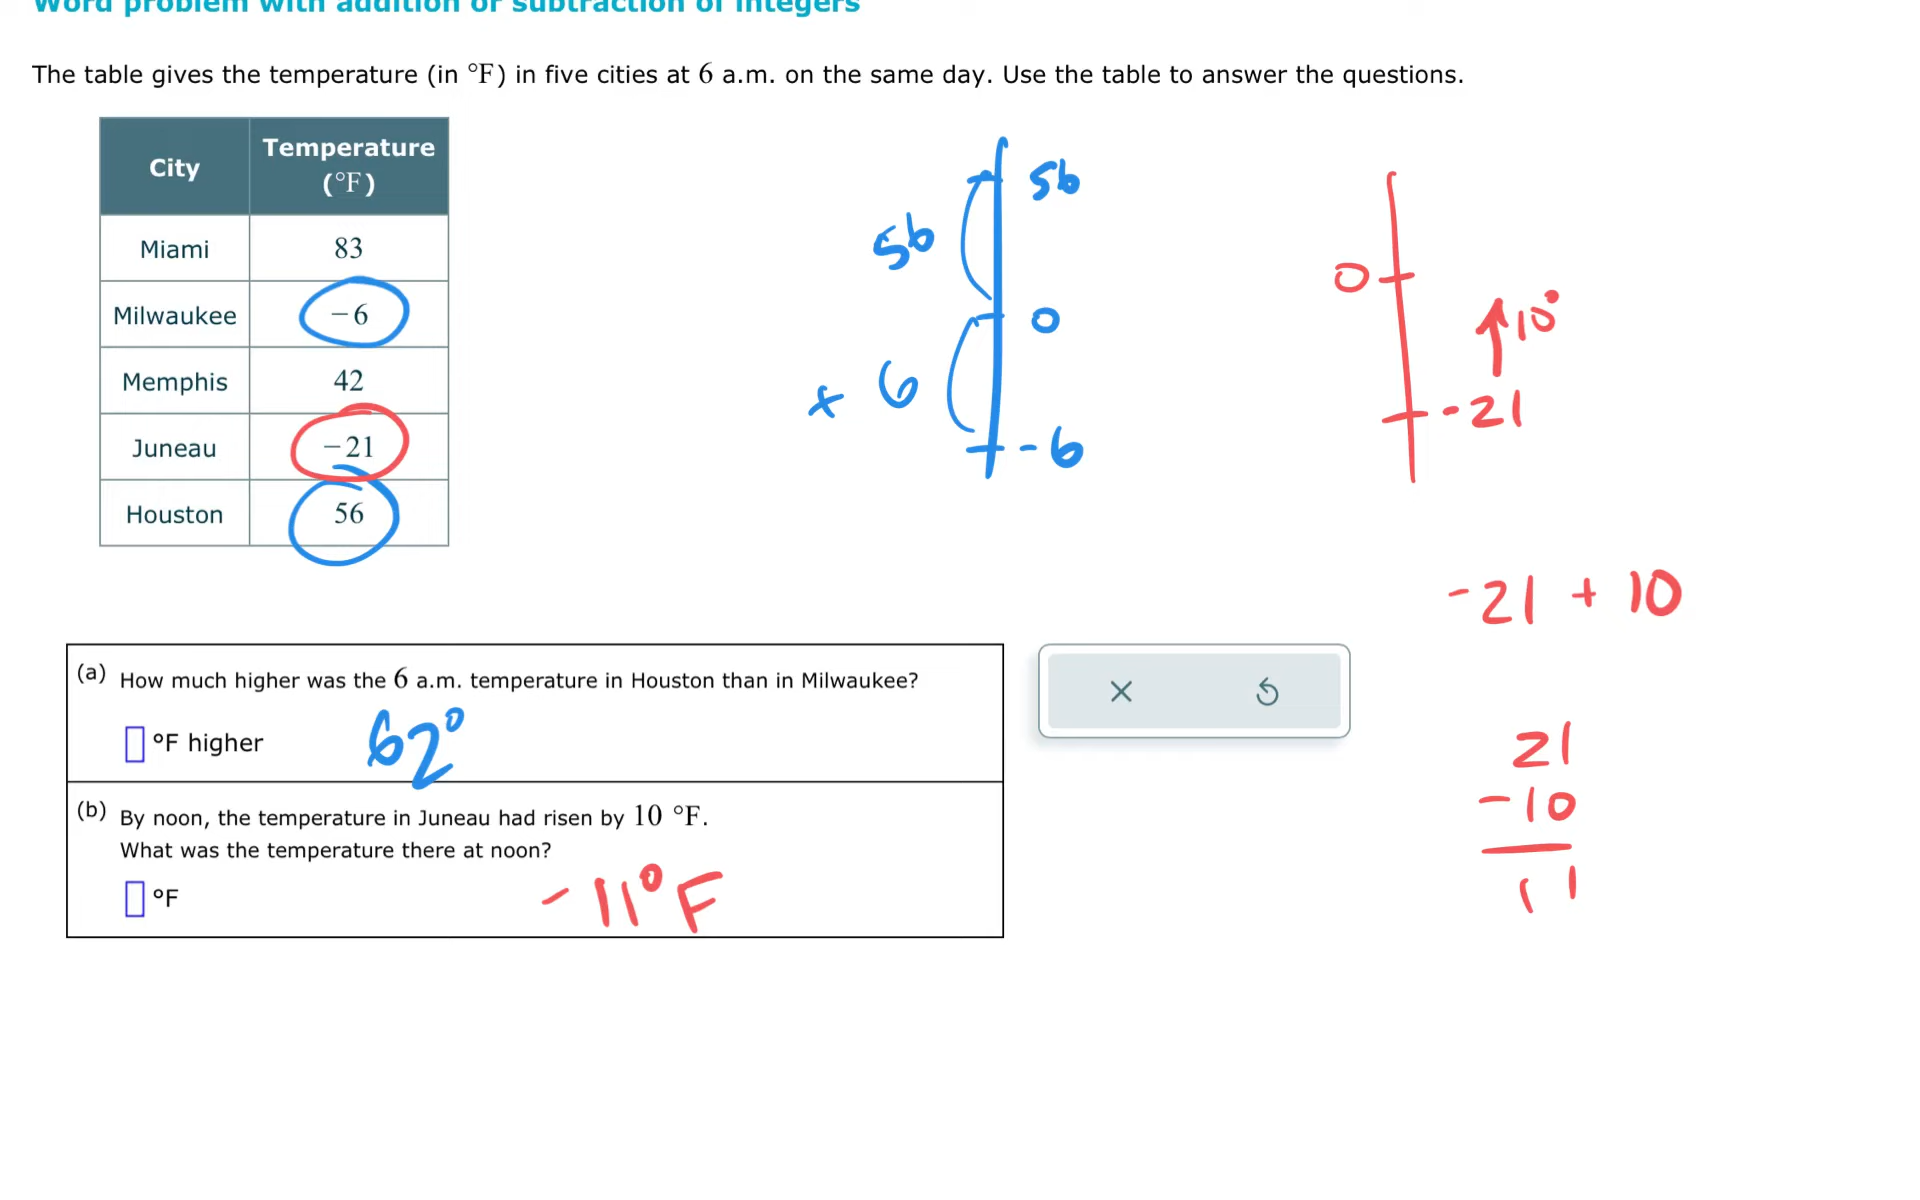 Word problem with addition or subtraction of integers
The table gives the temperature (in °F) in five cities at 6 a.m. on the same day. Use the table to answer the questions.
City Temperature (°F)
Miami 83
Milwaukee −6
Memphis 42
Juneau −21
Houston 56
56
56
0
+ 6
-6
0
10°
-21
-21 + 10
(a) How much higher was the 6 a.m. temperature in Houston than in Milwaukee?
°F higher 62°
(b) By noon, the temperature in Juneau had risen by 10 °F.
What was the temperature there at noon?
°F -11°F
21
-10
11